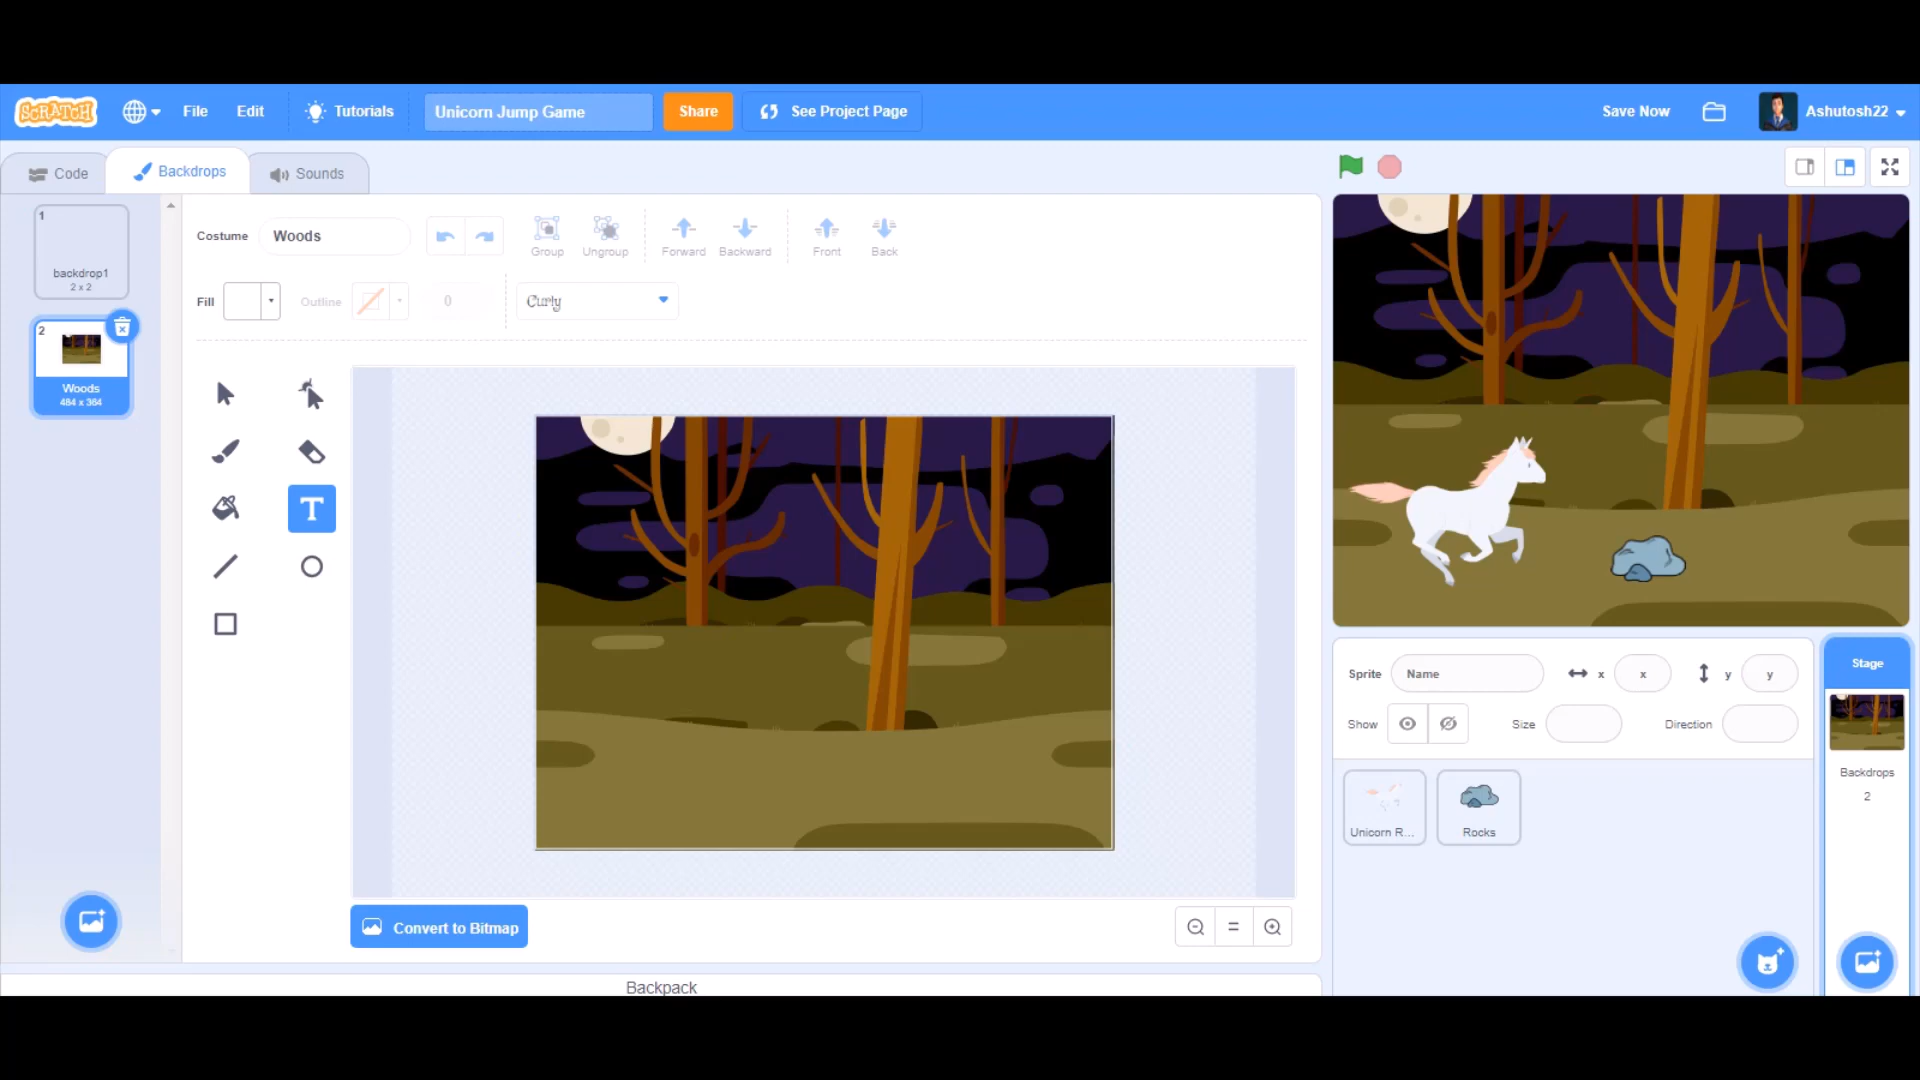 SCRATCH File Edit Tutorials Unicorn Jump Game Share See Project Page Save Now Ashutosh22
Code Backdrops Sounds
1
backdrop1
2 x 2
2
Woods
484 x 364
Costume Woods Group Ungroup Forward Backward Front Back
Fill Outline 0 Curly
T
Convert to Bitmap
Backpack
Sprite Name x x y y
Show Size Direction
Unicorn R...
Rocks
Stage
Backdrops
2